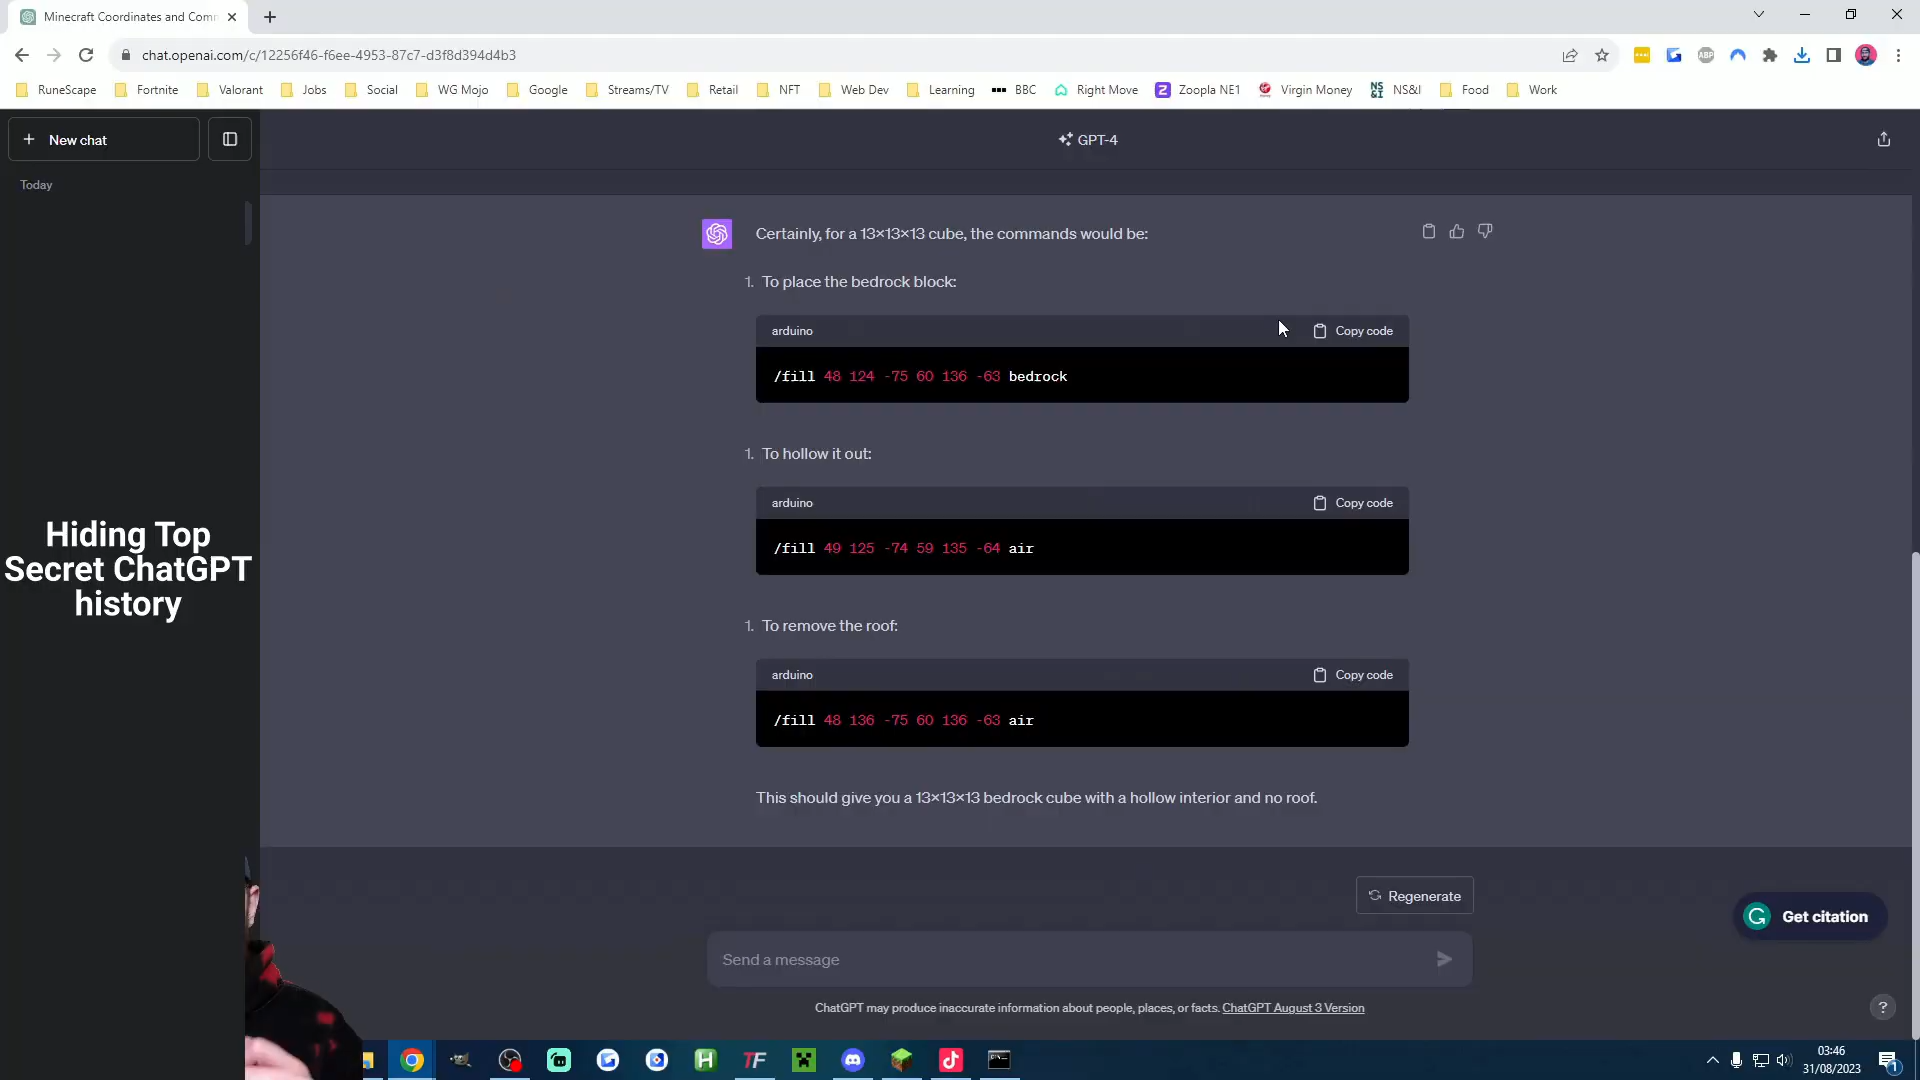 Minecraft Coordinates and Comm
chat.openai.com/c/12256f46-f6ee-4953-87c7-d3f8d394d4b3
ABP
RuneScape Fortnite Valorant Jobs Social WG Mojo Google Streams/TV Retail NFT Web Dev Learning BBC Right Move Zoopla NE1 Virgin Money NS&I Food Work
New chat
GPT-4
Today
Certainly, for a 13×13×13 cube, the commands would be:
1. To place the bedrock block:
arduino Copy code
/fill 48 124 -75 60 136 -63 bedrock
1. To hollow it out:
arduino Copy code
/fill 49 125 -74 59 135 -64 air
1. To remove the roof:
arduino Copy code
/fill 48 136 -75 60 136 -63 air
This should give you a 13×13×13 bedrock cube with a hollow interior and no roof.
Hiding Top
Secret ChatGPT
history
Regenerate
Get citation
Send a message
ChatGPT may produce inaccurate information about people, places, or facts. ChatGPT August 3 Version
?
03:46
31/08/2023
1